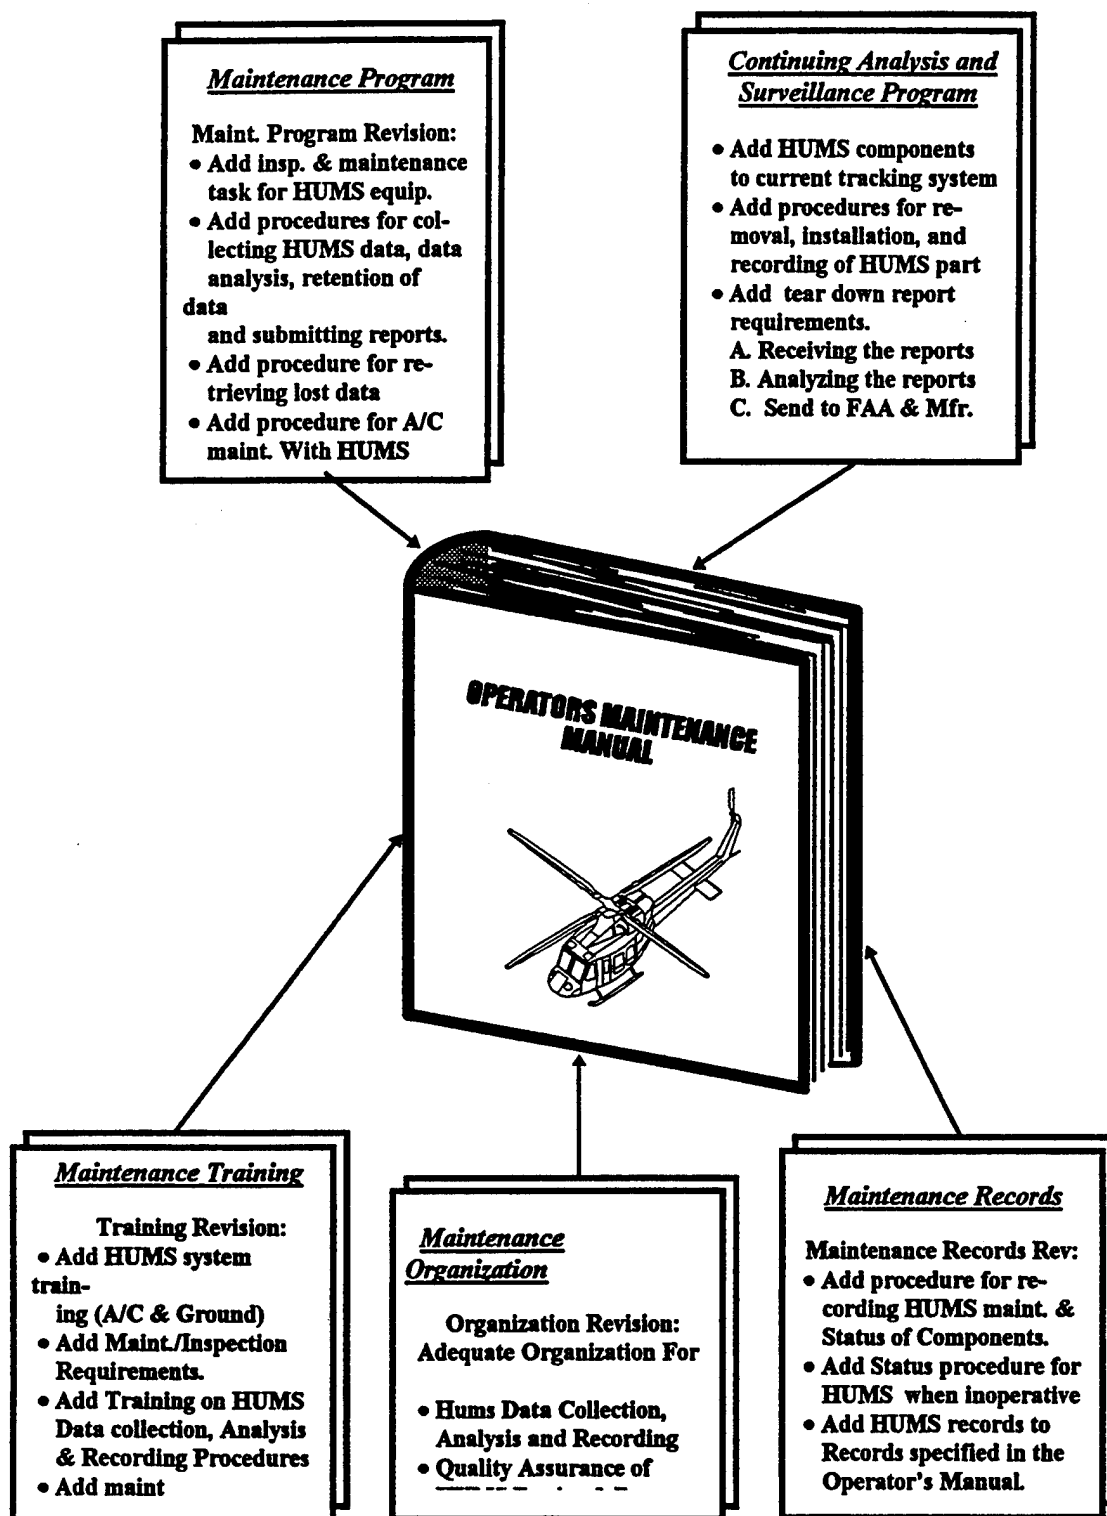 Maintenance Program
Maint. Program Revision:
• Add insp. & maintenance
task for HUMS equip.
• Add procedures for col-
lecting HUMS data, data
analysis, retention of
data
and submitting reports.
• Add procedure for re-
trieving lost data
• Add procedure for A/C
maint. With HUMS
Continuing Analysis and
Surveillance Program
• Add HUMS components
to current tracking system
• Add procedures for re-
moval, installation, and
recording of HUMS part
• Add tear down report
requirements.
A. Receiving the reports
B. Analyzing the reports
C. Send to FAA & Mfr.
OPERATORS MAINTENANCE
MANUAL
Maintenance Training
Training Revision:
• Add HUMS system
train-
ing (A/C & Ground)
• Add Maint./Inspection
Requirements.
• Add Training on HUMS
Data collection, Analysis
& Recording Procedures
• Add maint
Maintenance
Organization
Organization Revision:
Adequate Organization For
• Hums Data Collection,
Analysis and Recording
• Quality Assurance of
Maintenance Records
Maintenance Records Rev:
• Add procedure for re-
cording HUMS maint. &
Status of Components.
• Add Status procedure for
HUMS when inoperative
• Add HUMS records to
Records specified in the
Operator's Manual.